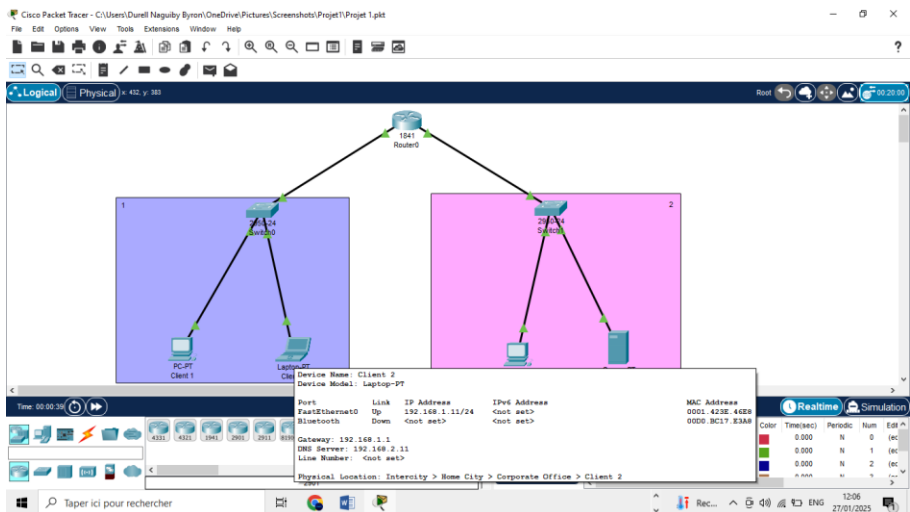 Cisco Packet Tracer - C:\Users\Durell Naguiby Byron\OneDrive\Pictures\Screenshots\Projet1\Projet 1.pkt
File Edit Options View Tools Extensions Window Help
?
Logical Physical x: 432, y: 383 Root 00:20:00
1841
Router0
1
2
Switch0
PC-PT
Client 1
Laptop-PT
Device Name: Client 2
Device Model: Laptop-PT
Port Link IP Address IPv6 Address MAC Address
FastEthernet0 Up 192.168.1.11/24 <not set> 0001.423E.46E8
Bluetooth Down <not set> <not set> 00D0.BC17.E3A8
Gateway: 192.168.1.1
DNS Server: 192.168.2.11
Line Number: <not set>
Physical Location: Intercity > Home City > Corporate Office > Client 2
Time: 00:00:39 Realtime Simulation
4331 4321 1941 2901 2911
Color Time(sec) Periodic Num Edit
0.000 N 0
0.000 N 1
0.000 N 2
Taper ici pour rechercher
Rec... ENG 12:06
27/01/2025